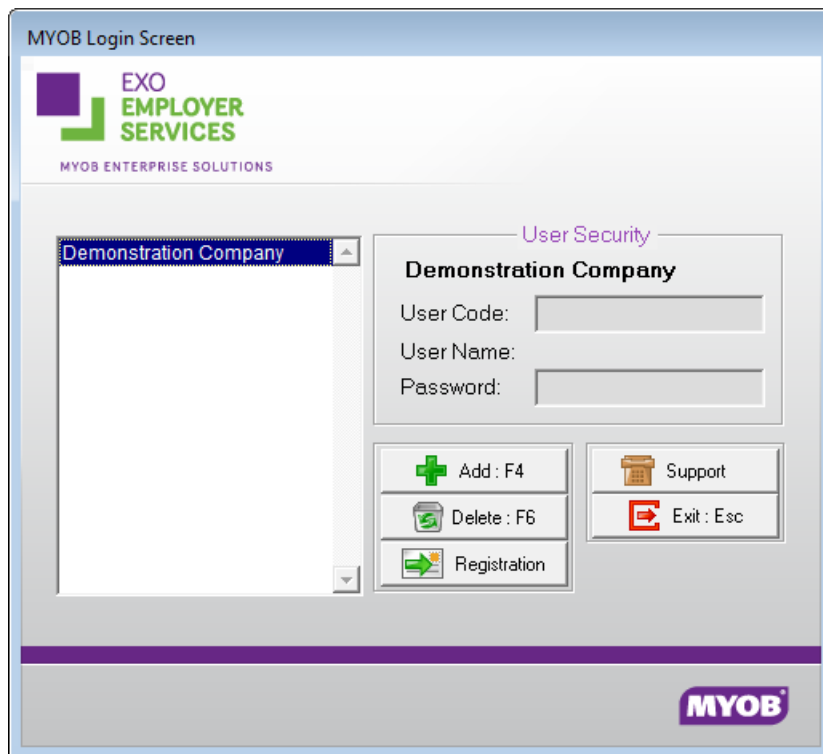 MYOB Login Screen
EXO
EMPLOYER
SERVICES
MYOB ENTERPRISE SOLUTIONS
Demonstration Company
User Security
Demonstration Company
User Code:
User Name:
Password:
Add : F4
Support
Delete : F6
Exit : Esc
Registration
MYOB